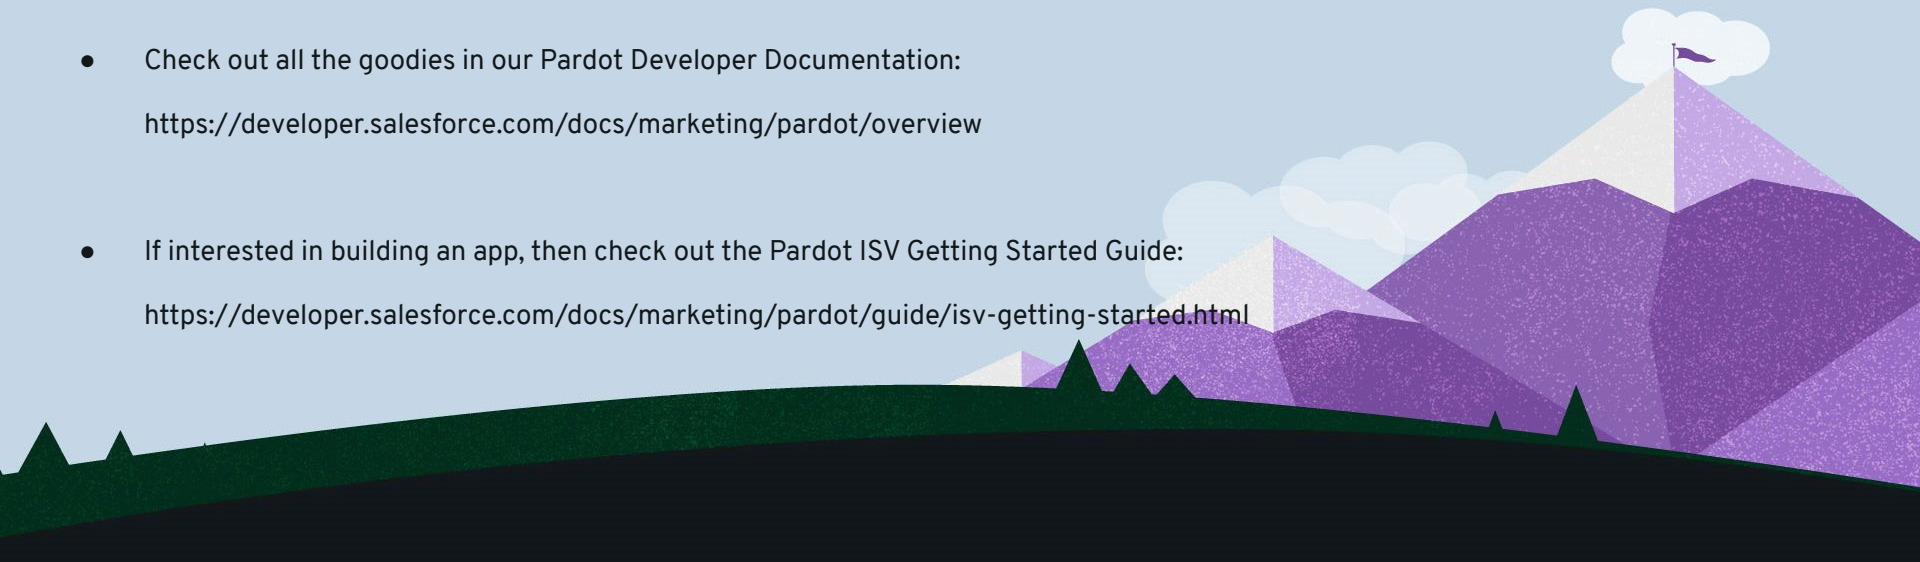 ● Check out all the goodies in our Pardot Developer Documentation:
https://developer.salesforce.com/docs/marketing/pardot/overview
● If interested in building an app, then check out the Pardot ISV Getting Started Guide:
https://developer.salesforce.com/docs/marketing/pardot/guide/isv-getting-started.html